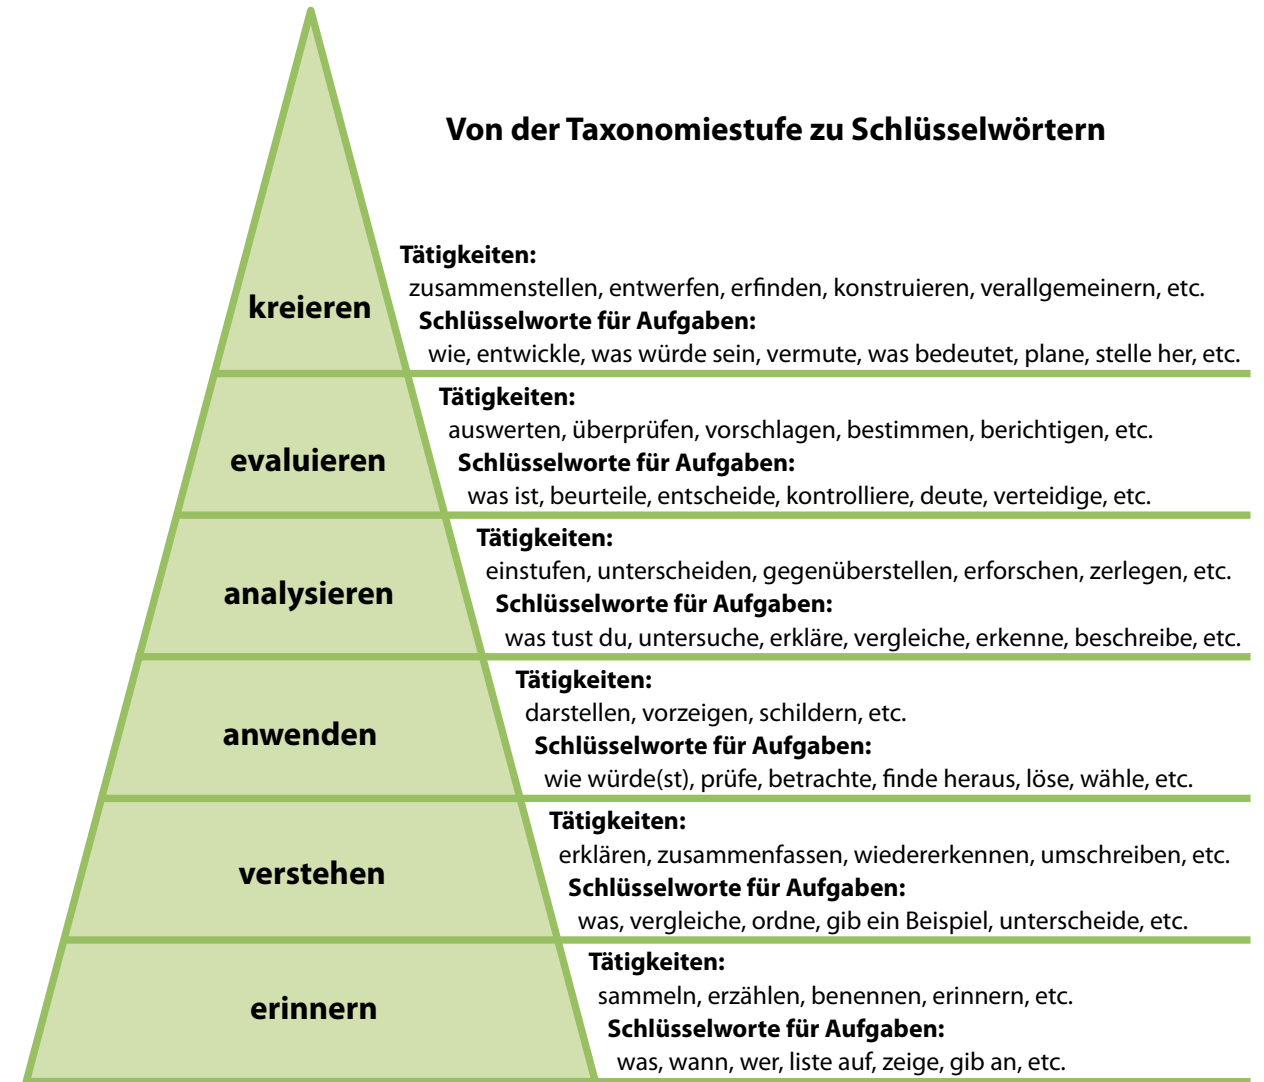 Von der Taxonomiestufe zu Schlüsselwörtern
kreieren
Tätigkeiten:
zusammenstellen, entwerfen, erfinden, konstruieren, verallgemeinern, etc.
Schlüsselworte für Aufgaben:
wie, entwickle, was würde sein, vermute, was bedeutet, plane, stelle her, etc.
evaluieren
Tätigkeiten:
auswerten, überprüfen, vorschlagen, bestimmen, berichtigen, etc.
Schlüsselworte für Aufgaben:
was ist, beurteile, entscheide, kontrolliere, deute, verteidige, etc.
analysieren
Tätigkeiten:
einstufen, unterscheiden, gegenüberstellen, erforschen, zerlegen, etc.
Schlüsselworte für Aufgaben:
was tust du, untersuche, erkläre, vergleiche, erkenne, beschreibe, etc.
anwenden
Tätigkeiten:
darstellen, vorzeigen, schildern, etc.
Schlüsselworte für Aufgaben:
wie würde(st), prüfe, betrachte, finde heraus, löse, wähle, etc.
verstehen
Tätigkeiten:
erklären, zusammenfassen, wiedererkennen, umschreiben, etc.
Schlüsselworte für Aufgaben:
was, vergleiche, ordne, gib ein Beispiel, unterscheide, etc.
erinnern
Tätigkeiten:
sammeln, erzählen, benennen, erinnern, etc.
Schlüsselworte für Aufgaben:
was, wann, wer, liste auf, zeige, gib an, etc.